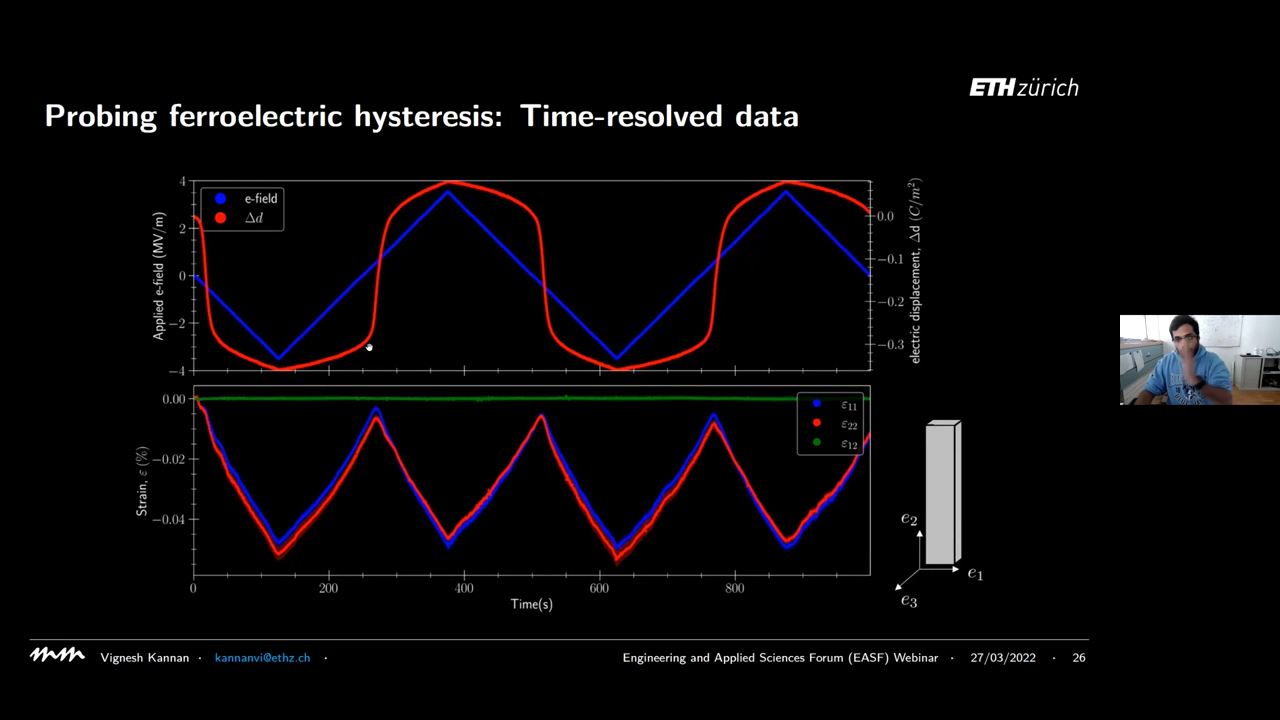 ETH zürich
Probing ferroelectric hysteresis: Time-resolved data
4
2
0
−2
−4
Applied e-field (MV/m)
e-field
Δd
0.0
−0.1
−0.2
−0.3
electric displacement, Δd (C/m²)
0.00
−0.02
−0.04
Strain, ε (%)
ε₁₁
ε₂₂
ε₁₂
0 200 400 600 800
Time(s)
e₂
e₁
e₃
Vignesh Kannan · kannanvi@ethz.ch · Engineering and Applied Sciences Forum (EASF) Webinar · 27/03/2022 · 26